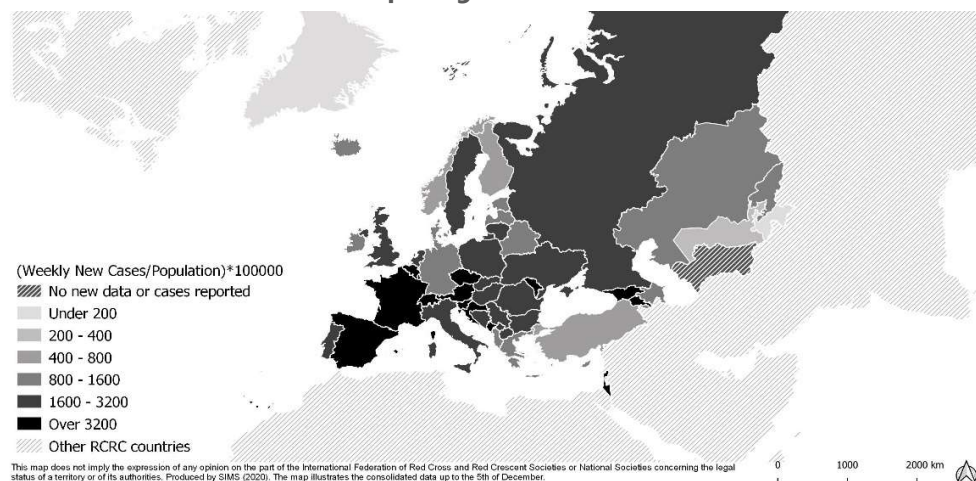 (Weekly New Cases/Population)*100000
No new data or cases reported
Under 200
200 - 400
400 - 800
800 - 1600
1600 - 3200
Over 3200
Other RCRC countries
This map does not imply the expression of any opinion on the part of the International Federation of Red Cross and Red Crescent Societies or National Societies concerning the legal
status of a territory or of its authorities. Produced by SIMS (2020). The map illustrates the consolidated data up to the 5th of December.
0 1000 2000 km